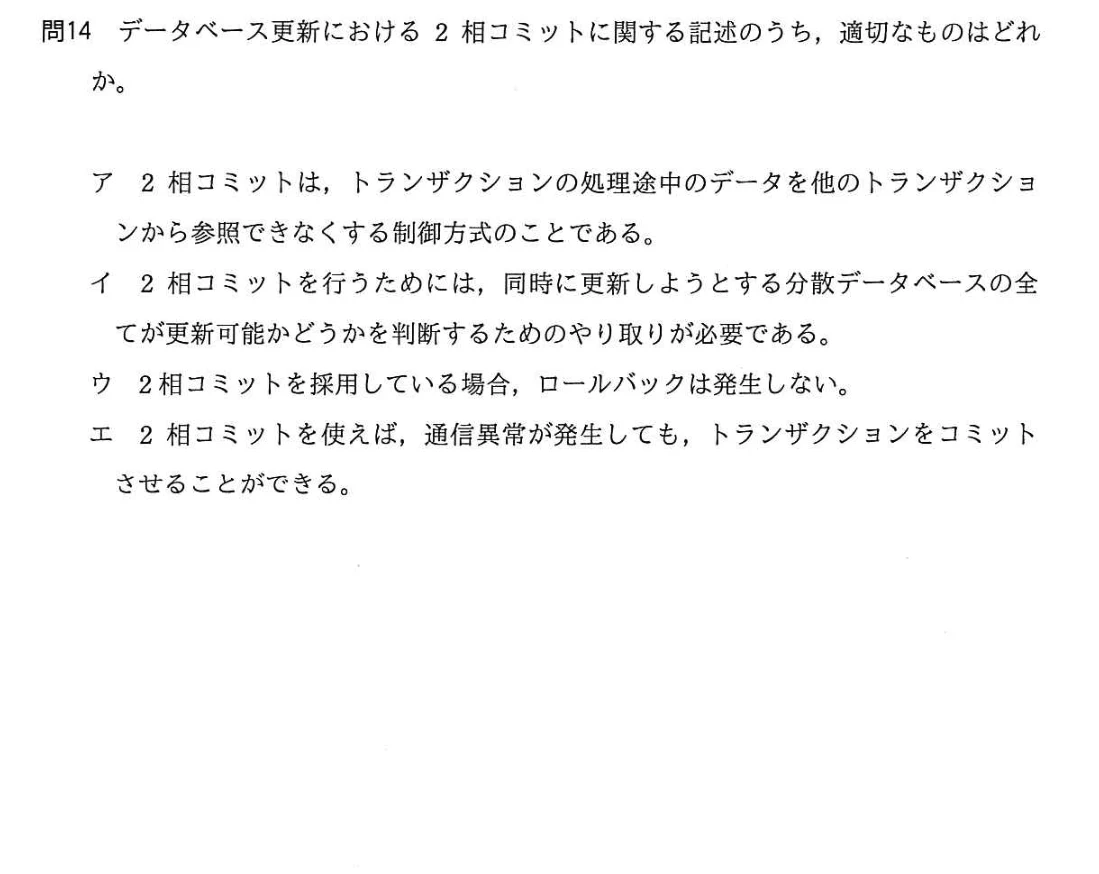 問14　データベース更新における 2 相コミットに関する記述のうち，適切なものはどれ
か。
ア　2 相コミットは，トランザクションの処理途中のデータを他のトランザクショ
ンから参照できなくする制御方式のことである。
イ　2 相コミットを行うためには，同時に更新しようとする分散データベースの全
てが更新可能かどうかを判断するためのやり取りが必要である。
ウ　2相コミットを採用している場合，ロールバックは発生しない。
エ　2 相コミットを使えば，通信異常が発生しても，トランザクションをコミット
させることができる。